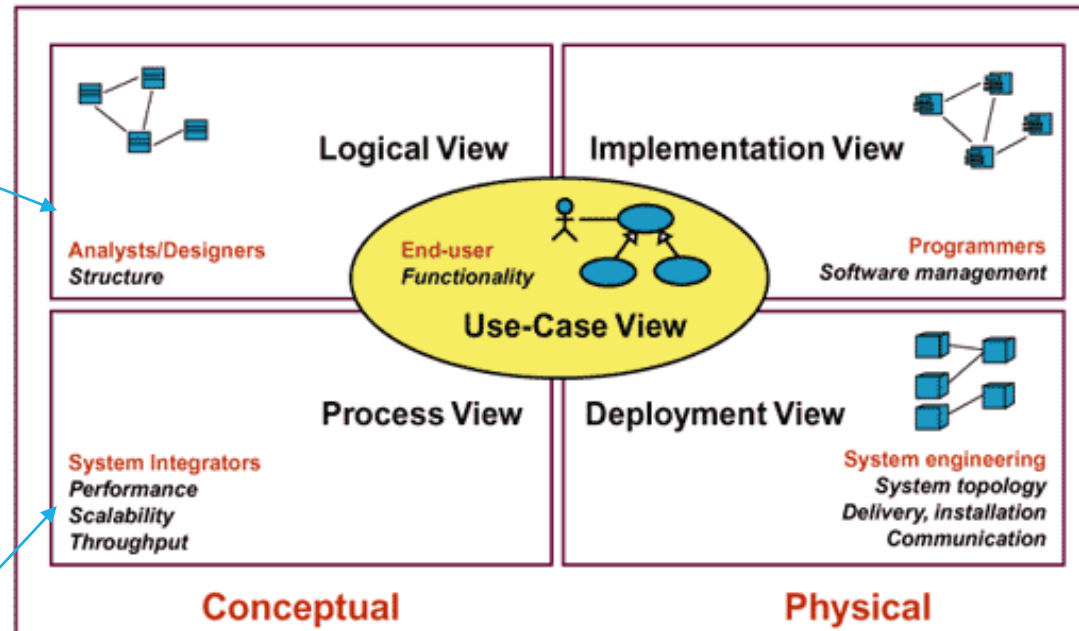 Logical View
Analysts/Designers
Structure
Implementation View
Programmers
Software management
End-user
Functionality
Use-Case View
Process View
System Integrators
Performance
Scalability
Throughput
Deployment View
System engineering
System topology
Delivery, installation
Communication
Conceptual
Physical